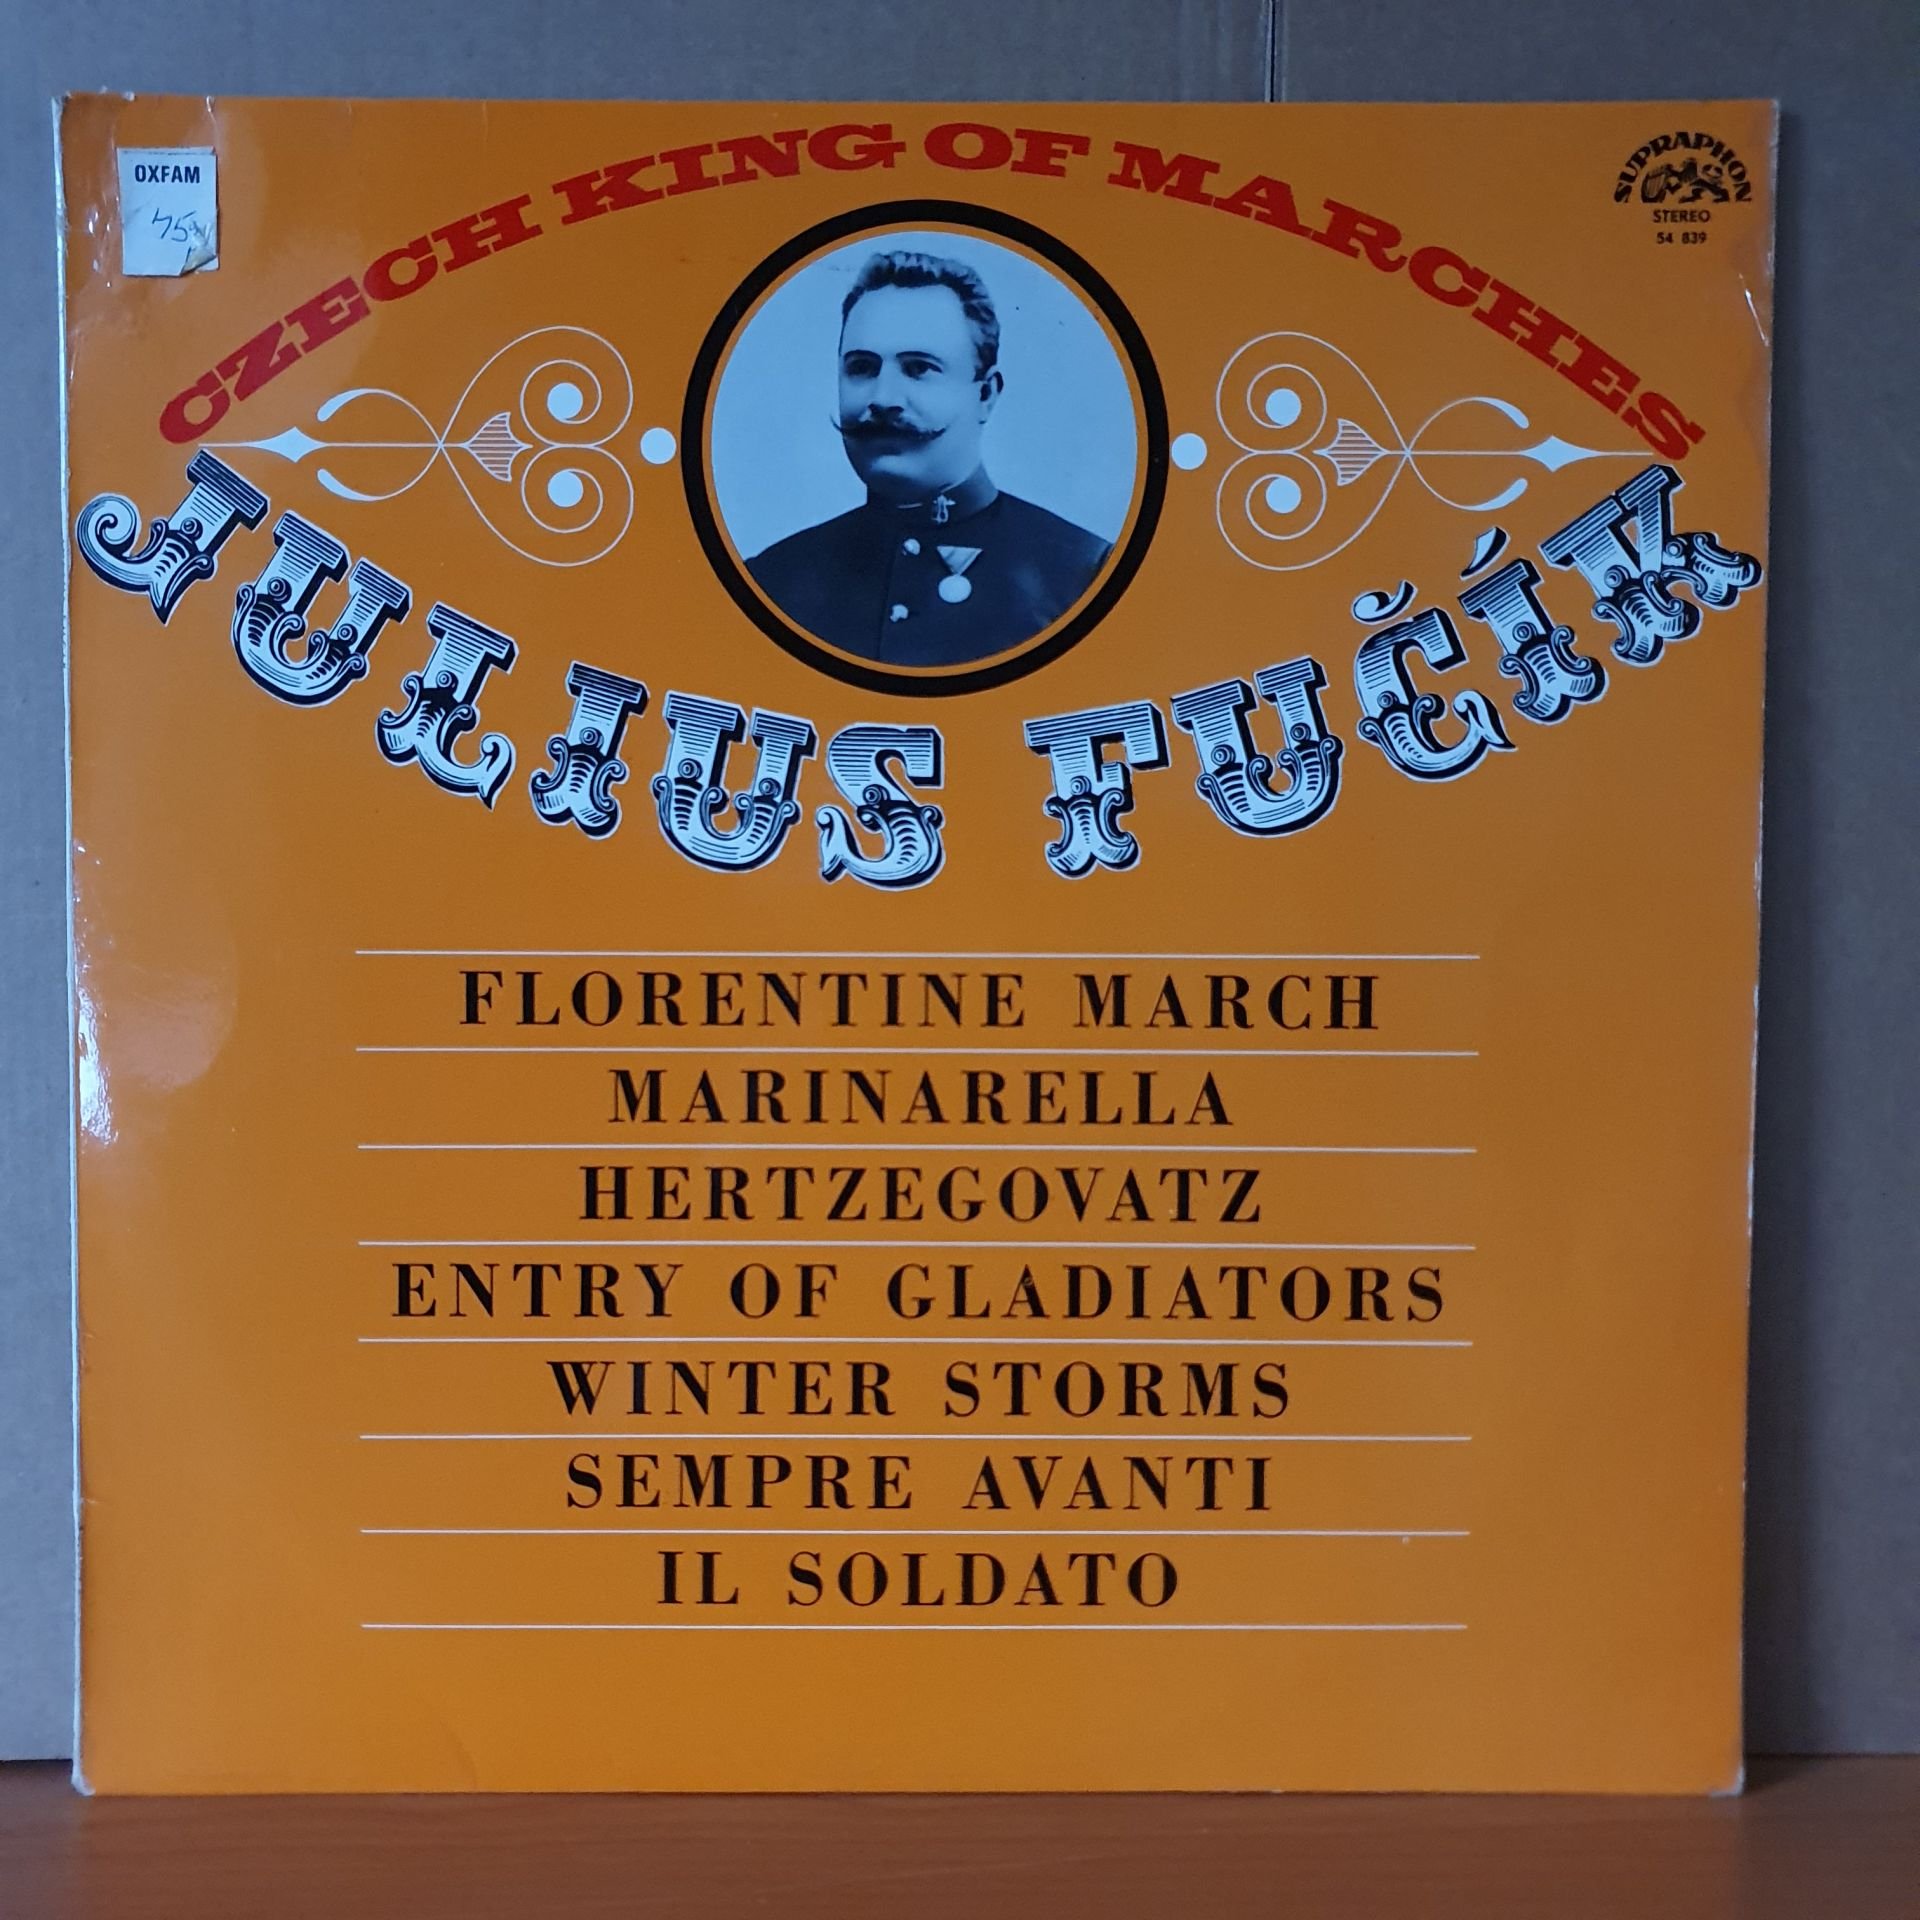 OXFAM
CZECH KING OF MARCHES
SUPRAPHON
STEREO
54 839
JULIUS FUČÍK
FLORENTINE MARCH
MARINARELLA
HERTZEGOVATZ
ENTRY OF GLADIATORS
WINTER STORMS
SEMPRE AVANTI
IL SOLDATO